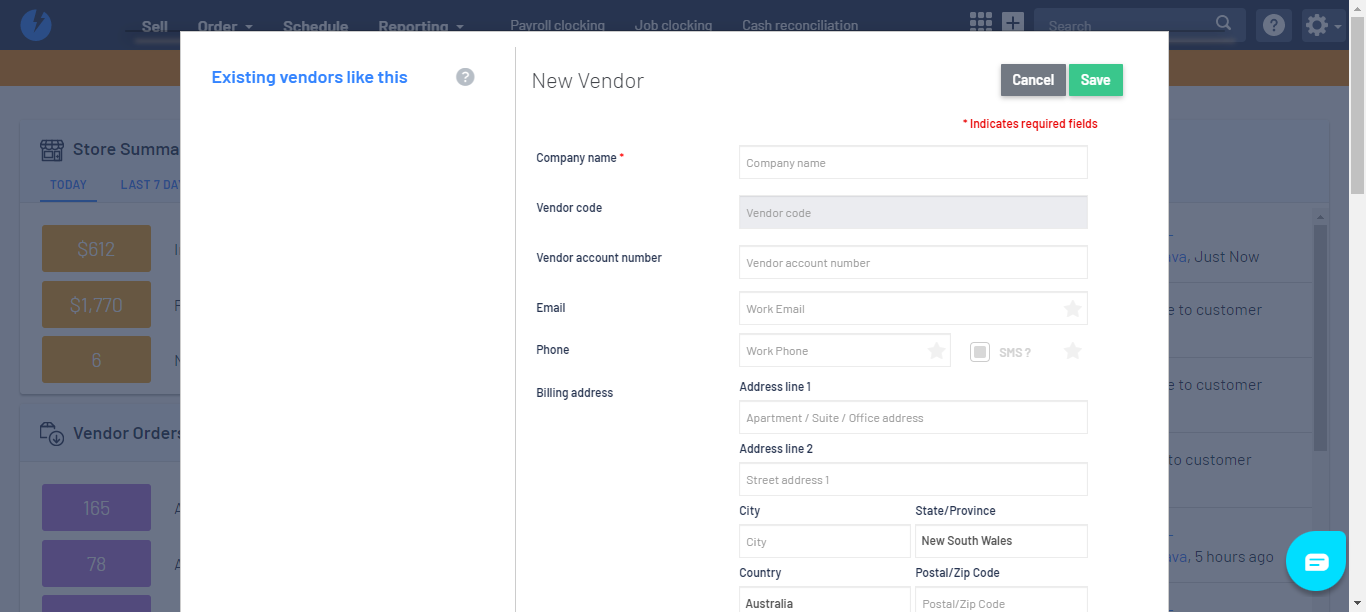 Sell Order Schedule Reporting Payroll clocking Job clocking Cash reconciliation Search ?
Existing vendors like this ?
New Vendor
Cancel Save
* Indicates required fields
Company name *
Company name
Vendor code
Vendor code
Vendor account number
Vendor account number
Email
Work Email
Phone
Work Phone
SMS ?
Billing address
Address line 1
Apartment / Suite / Office address
Address line 2
Street address 1
City
City
State/Province
New South Wales
Country
Australia
Postal/Zip Code
Postal/Zip Code
Store
TODAY LAST 7
$612
$1,770
6
Vendor Orders
165
78
, Just Now
to customer
to customer
to customer
, 5 hours ago